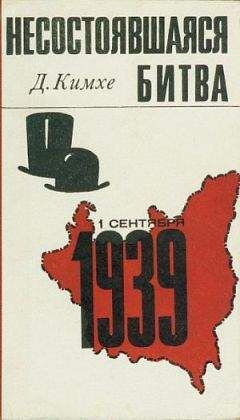 НЕСОСТОЯВШАЯСЯ
Д. Кимхе БИТВА
1 СЕНТЯБРЯ
1939